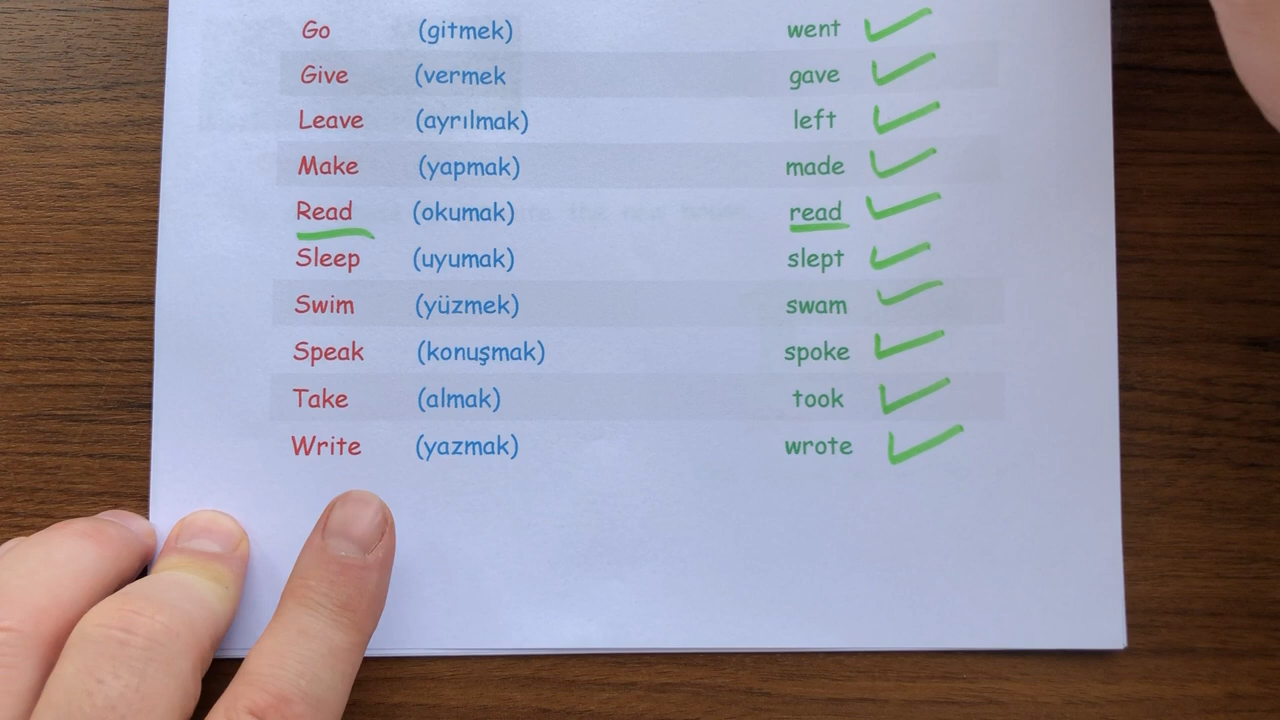 Go (gitmek) went
Give (vermek gave
Leave (ayrılmak) left
Make (yapmak) made
Read (okumak) read
Sleep (uyumak) slept
Swim (yüzmek) swam
Speak (konuşmak) spoke
Take (almak) took
Write (yazmak) wrote